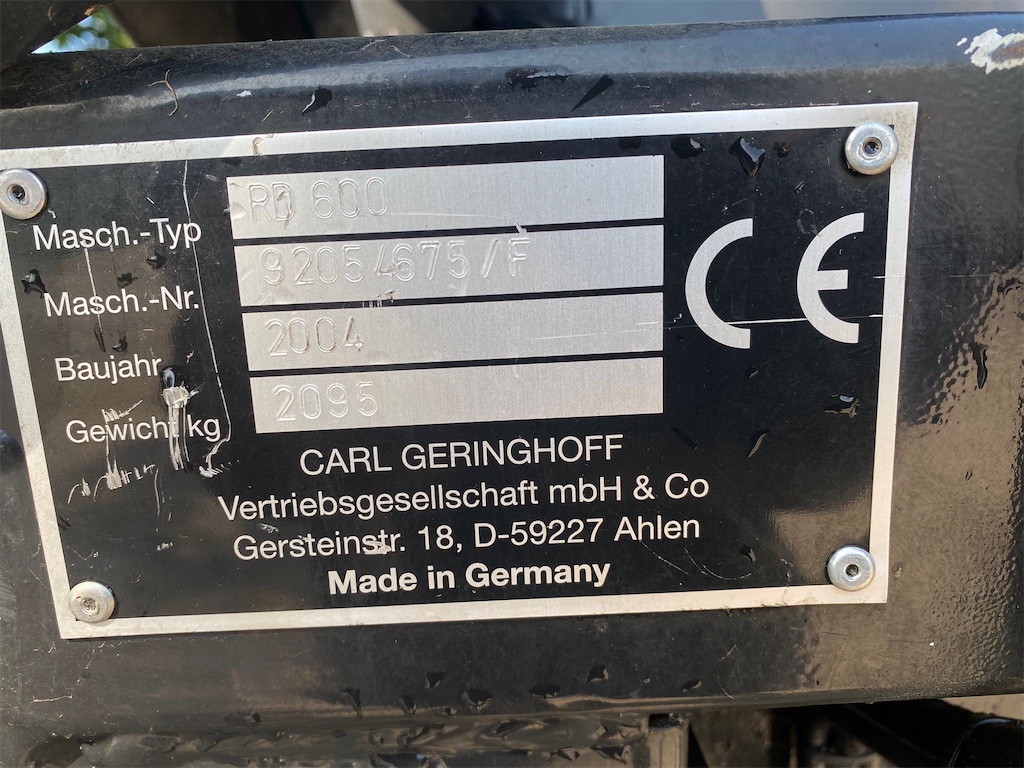 Masch.-Typ RD 600
Masch.-Nr. 92054675/F
Baujahr 2004
Gewicht kg 2095
CE
CARL GERINGHOFF
Vertriebsgesellschaft mbH & Co
Gersteinstr. 18, D-59227 Ahlen
Made in Germany